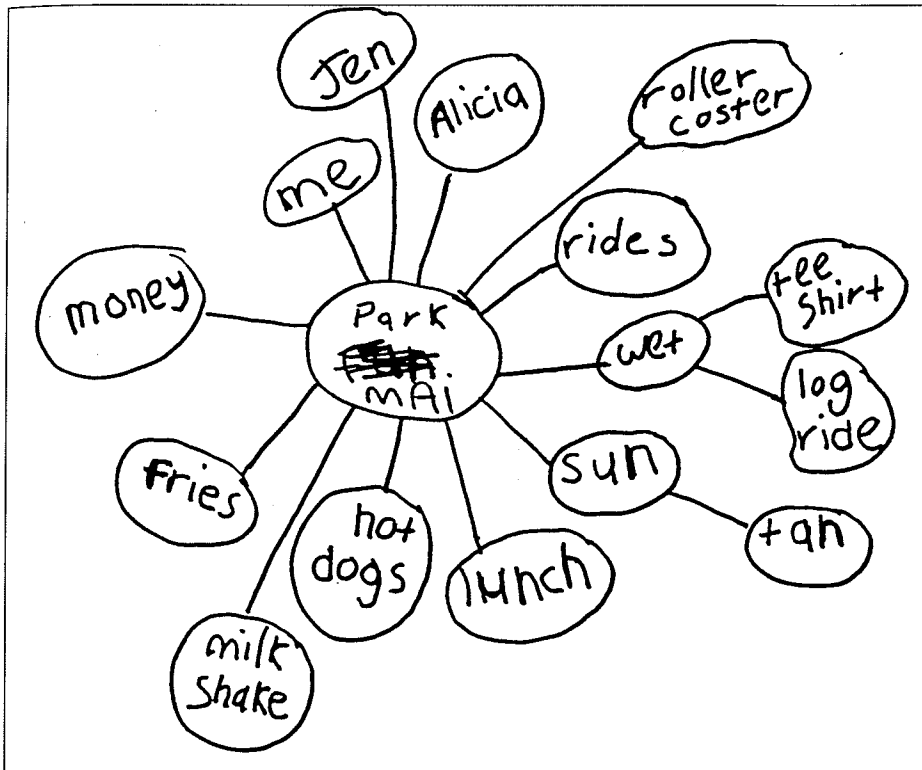 Jen
Alicia
roller
coster
me
rides
money
tee
shirt
Park
mAi
wet
log
ride
sun
Fries
hot
dogs
lunch
tan
milk
shake